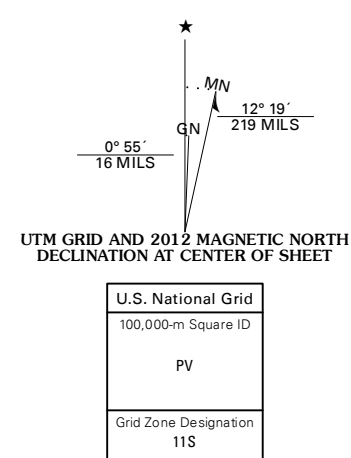 ★
MN
GN
12° 19´
219 MILS
0° 55´
16 MILS
UTM GRID AND 2012 MAGNETIC NORTH
DECLINATION AT CENTER OF SHEET
U.S. National Grid
100,000-m Square ID
PV
Grid Zone Designation
11S